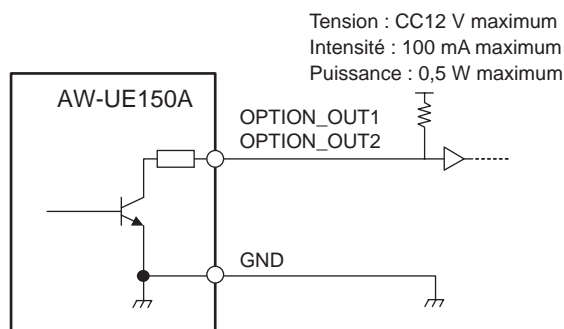 Tension : CC12 V maximum
Intensité : 100 mA maximum
Puissance : 0,5 W maximum
AW-UE150A
OPTION_OUT1
OPTION_OUT2
GND